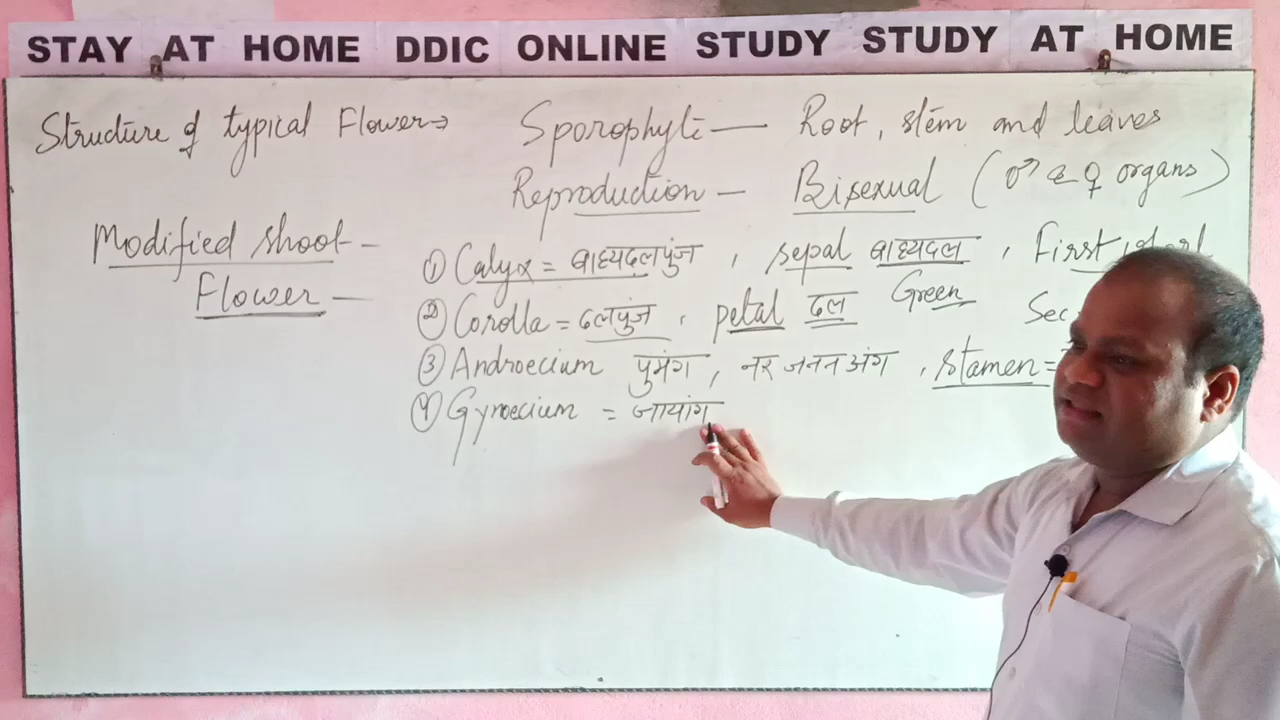 STAY AT HOME DDIC ONLINE STUDY STUDY AT HOME
Structure of typical Flower⇒
Sporophyte — Root, stem and leaves
Reproduction — Bisexual (♂ & ♀ organs)
Modified shoot —
Flower —
① Calyx = बाह्यदलपुंज, sepal बाह्यदल, First
② Corolla = दलपुंज, petal दल Green Sec
③ Androecium पुमंग, नर जनन अंग, stamen =
④ Gynoecium = जायांग